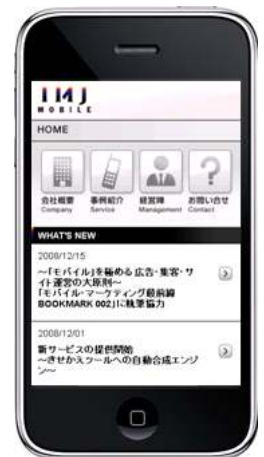 IMJ
MOBILE
HOME
会社概要 事例紹介 経営陣 お問い合せ
Company Service Management Contact
WHAT'S NEW
2008/12/15
～「モバイル」を極める 広告・集客・サ
イト運営の大原則～
「モバイル・マーケティング最前線
BOOKMARK 002」に執筆協力
2008/12/01
新サービスの提供開始
～きせかえツールへの自動合成エンジ
ン～